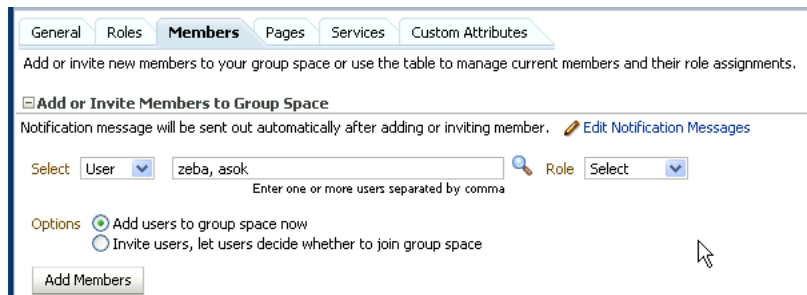 General Roles Members Pages Services Custom Attributes
Add or invite new members to your group space or use the table to manage current members and their role assignments.
Add or Invite Members to Group Space
Notification message will be sent out automatically after adding or inviting member. Edit Notification Messages
Select User zeba, asok Role Select
Enter one or more users separated by comma
Options Add users to group space now
Invite users, let users decide whether to join group space
Add Members